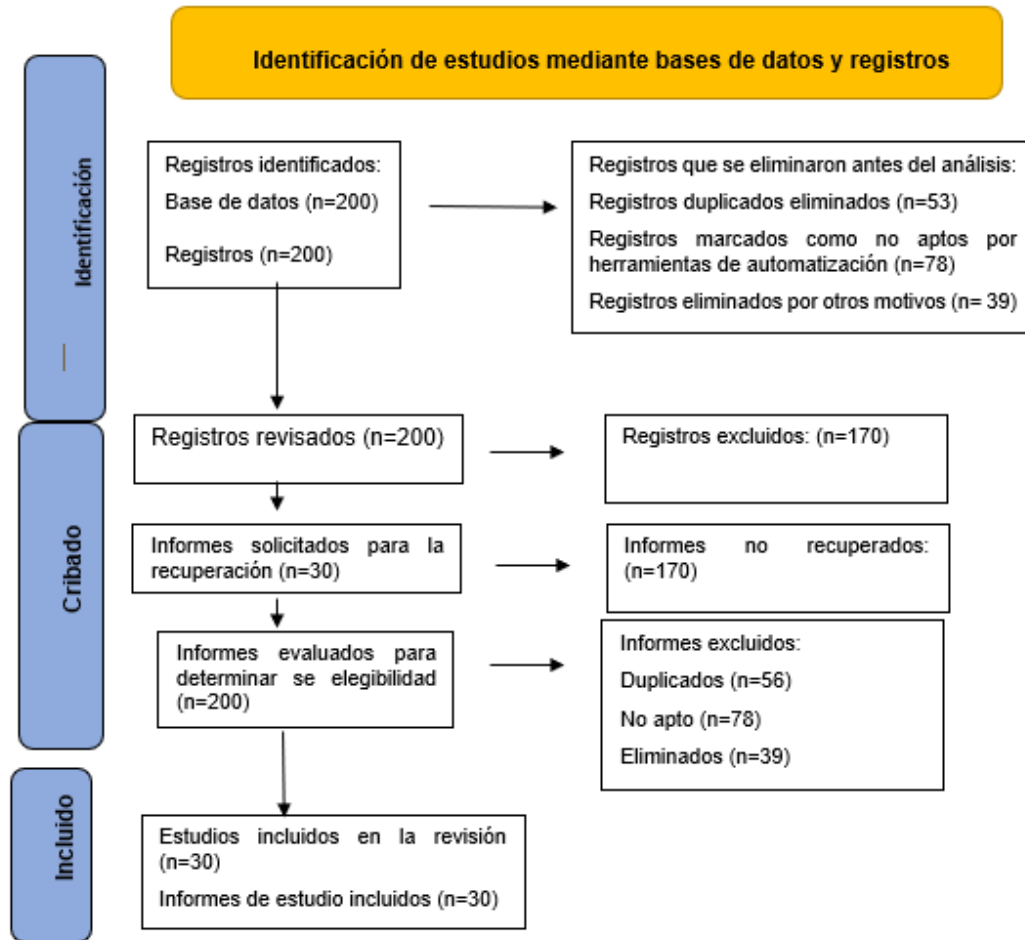 Identificación de estudios mediante bases de datos y registros
Identificación
Registros identificados:
Base de datos (n=200)
Registros (n=200)
Registros que se eliminaron antes del análisis:
Registros duplicados eliminados (n=53)
Registros marcados como no aptos por
herramientas de automatización (n=78)
Registros eliminados por otros motivos (n= 39)
Cribado
Registros revisados (n=200)
Registros excluidos: (n=170)
Informes solicitados para la
recuperación (n=30)
Informes no recuperados:
(n=170)
Informes evaluados para
determinar se elegibilidad
(n=200)
Informes excluidos:
Duplicados (n=56)
No apto (n=78)
Eliminados (n=39)
Incluido
Estudios incluidos en la revisión
(n=30)
Informes de estudio incluidos (n=30)